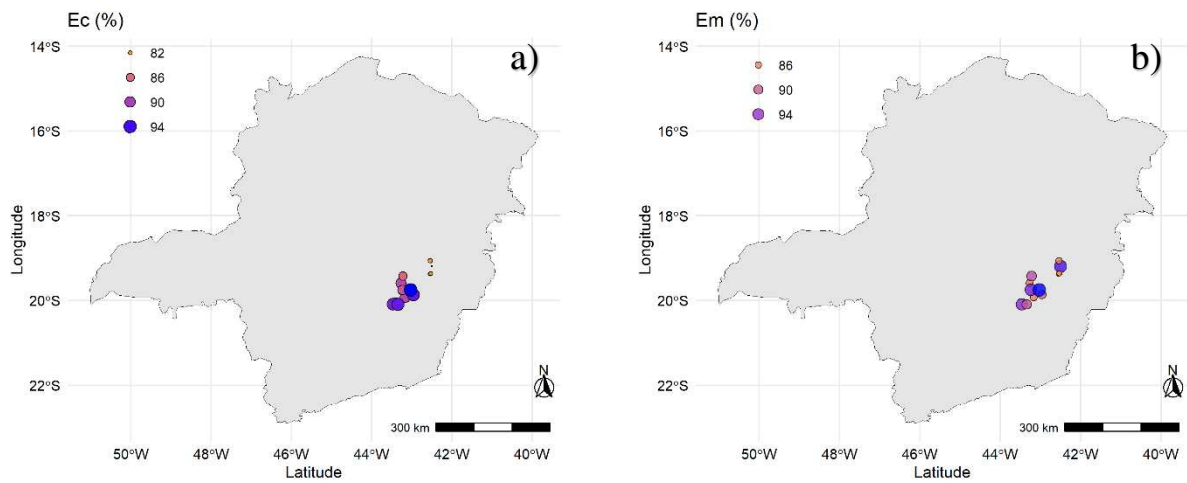 Ec (%)
a)
82
86
90
94
14°S
16°S
18°S
20°S
22°S
Longitude
N
300 km
50°W 48°W 46°W 44°W 42°W 40°W
Latitude
Em (%)
b)
86
90
94
14°S
16°S
18°S
20°S
22°S
Longitude
N
300 km
50°W 48°W 46°W 44°W 42°W 40°W
Latitude